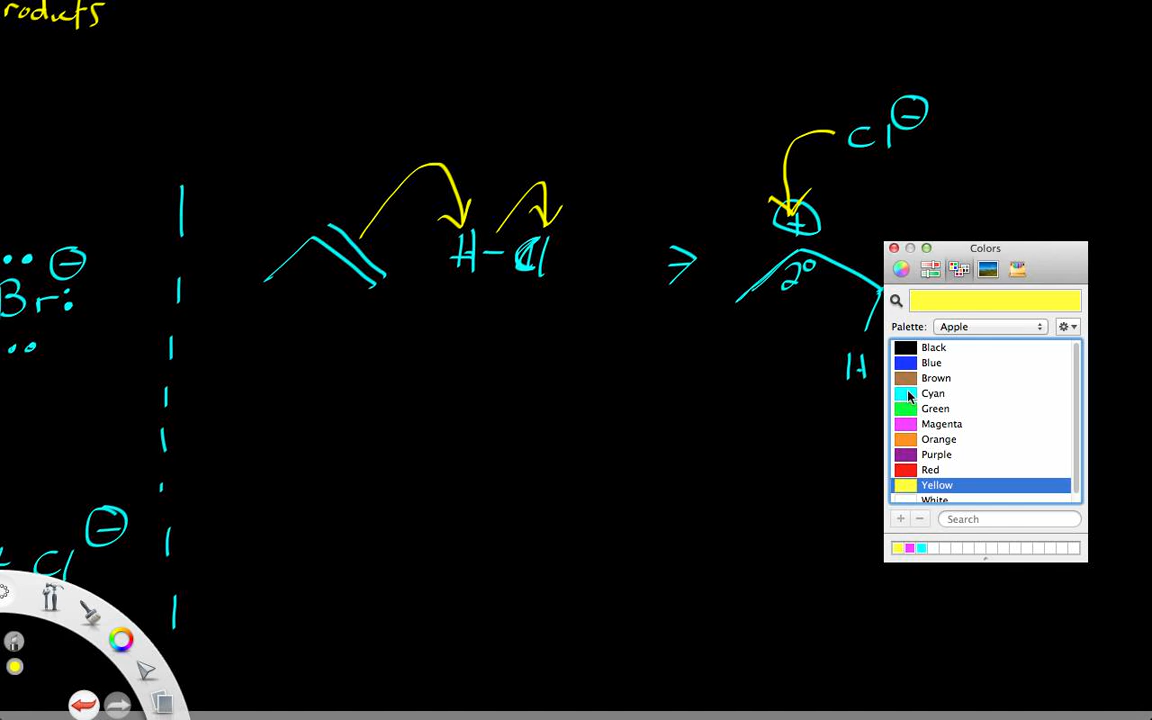 roducts
Cl ⊖
H - Cl
⊕
⊖
Br:
>
2°
H
⊖
Cl
Colors
Palette: Apple
Black
Blue
Brown
Cyan
Green
Magenta
Orange
Purple
Red
Yellow
White
+ −
Search